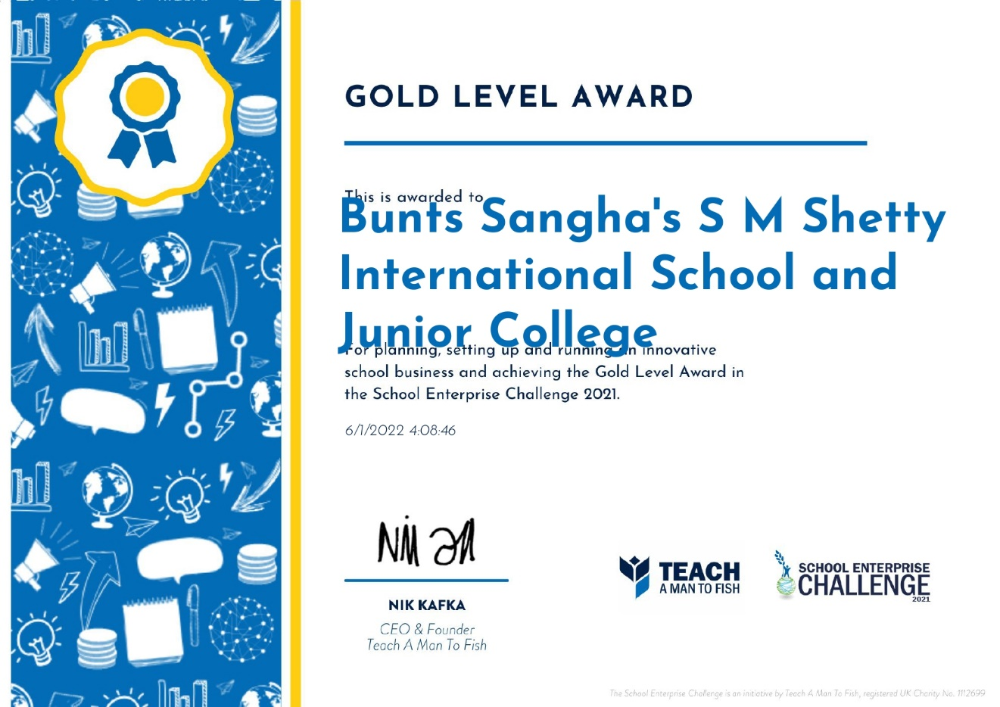 GOLD LEVEL AWARD
This is awarded to
Bunts Sangha's S M Shetty
International School and
Junior College
For planning, setting up and running an innovative
school business and achieving the Gold Level Award in
the School Enterprise Challenge 2021.
6/1/2022 4:08:46
NIK KAFKA
CEO & Founder
Teach A Man To Fish
TEACH
A MAN TO FISH
SCHOOL ENTERPRISE
CHALLENGE
2021
The School Enterprise Challenge is an initiative by Teach A Man To Fish, registered UK Charity No. 1112699